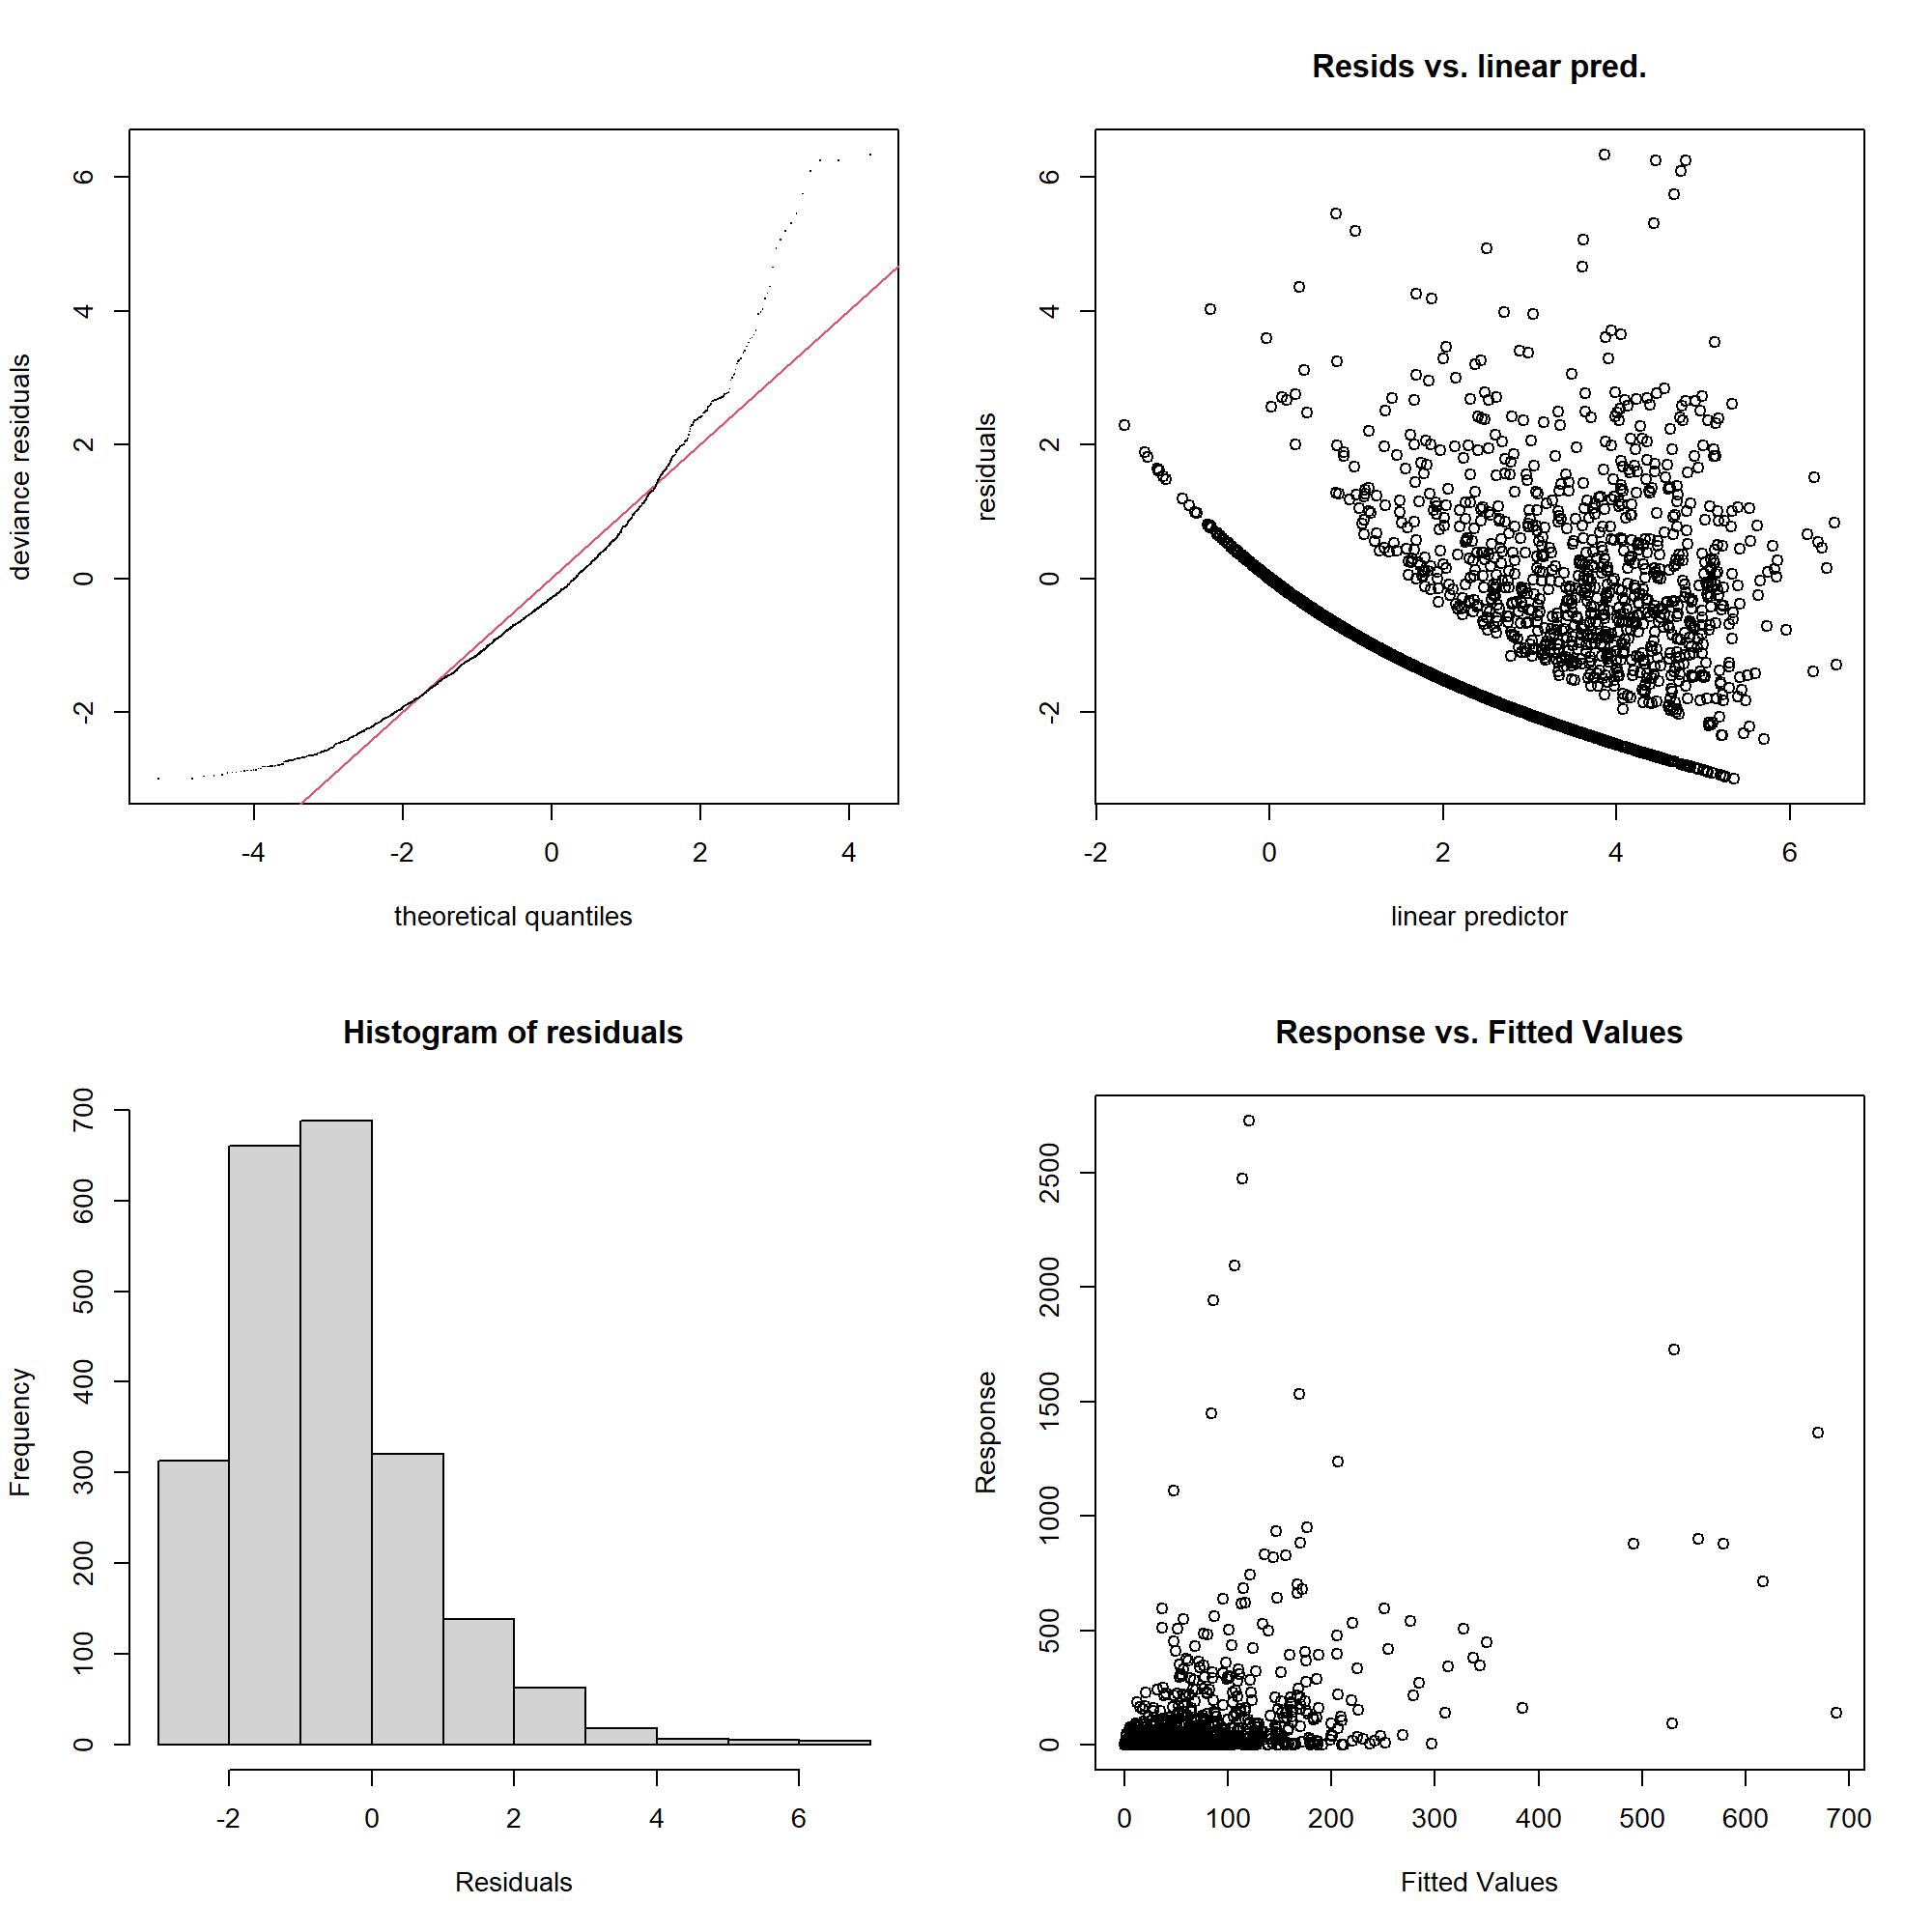 6
4
2
0
-2
deviance residuals
-4 -2 0 2 4
theoretical quantiles
Resids vs. linear pred.
6
4
2
0
-2
residuals
-2 0 2 4 6
linear predictor
Histogram of residuals
700
600
500
400
300
200
100
0
Frequency
-2 0 2 4 6
Residuals
Response vs. Fitted Values
2500
2000
1500
1000
500
0
Response
0 100 200 300 400 500 600 700
Fitted Values